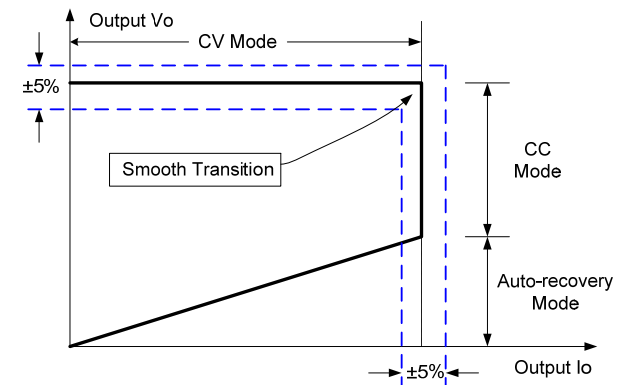 Output Vo
CV Mode
±5%
Smooth Transition
CC
Mode
Auto-recovery
Mode
±5%
Output Io